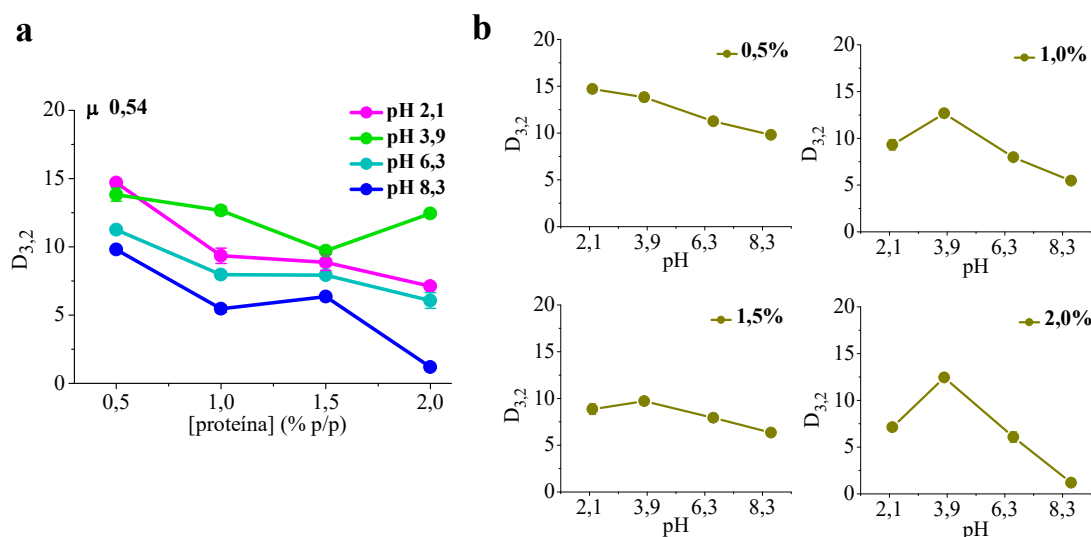 a
μ 0,54
pH 2,1
pH 3,9
pH 6,3
pH 8,3
20
15
10
5
0
D3,2
0,5 1,0 1,5 2,0
[proteína] (% p/p)
b
0,5%
20
15
10
5
0
D3,2
2,1 3,9 6,3 8,3
pH
1,0%
20
15
10
5
0
D3,2
2,1 3,9 6,3 8,3
pH
1,5%
20
15
10
5
0
D3,2
2,1 3,9 6,3 8,3
pH
2,0%
20
15
10
5
0
D3,2
2,1 3,9 6,3 8,3
pH